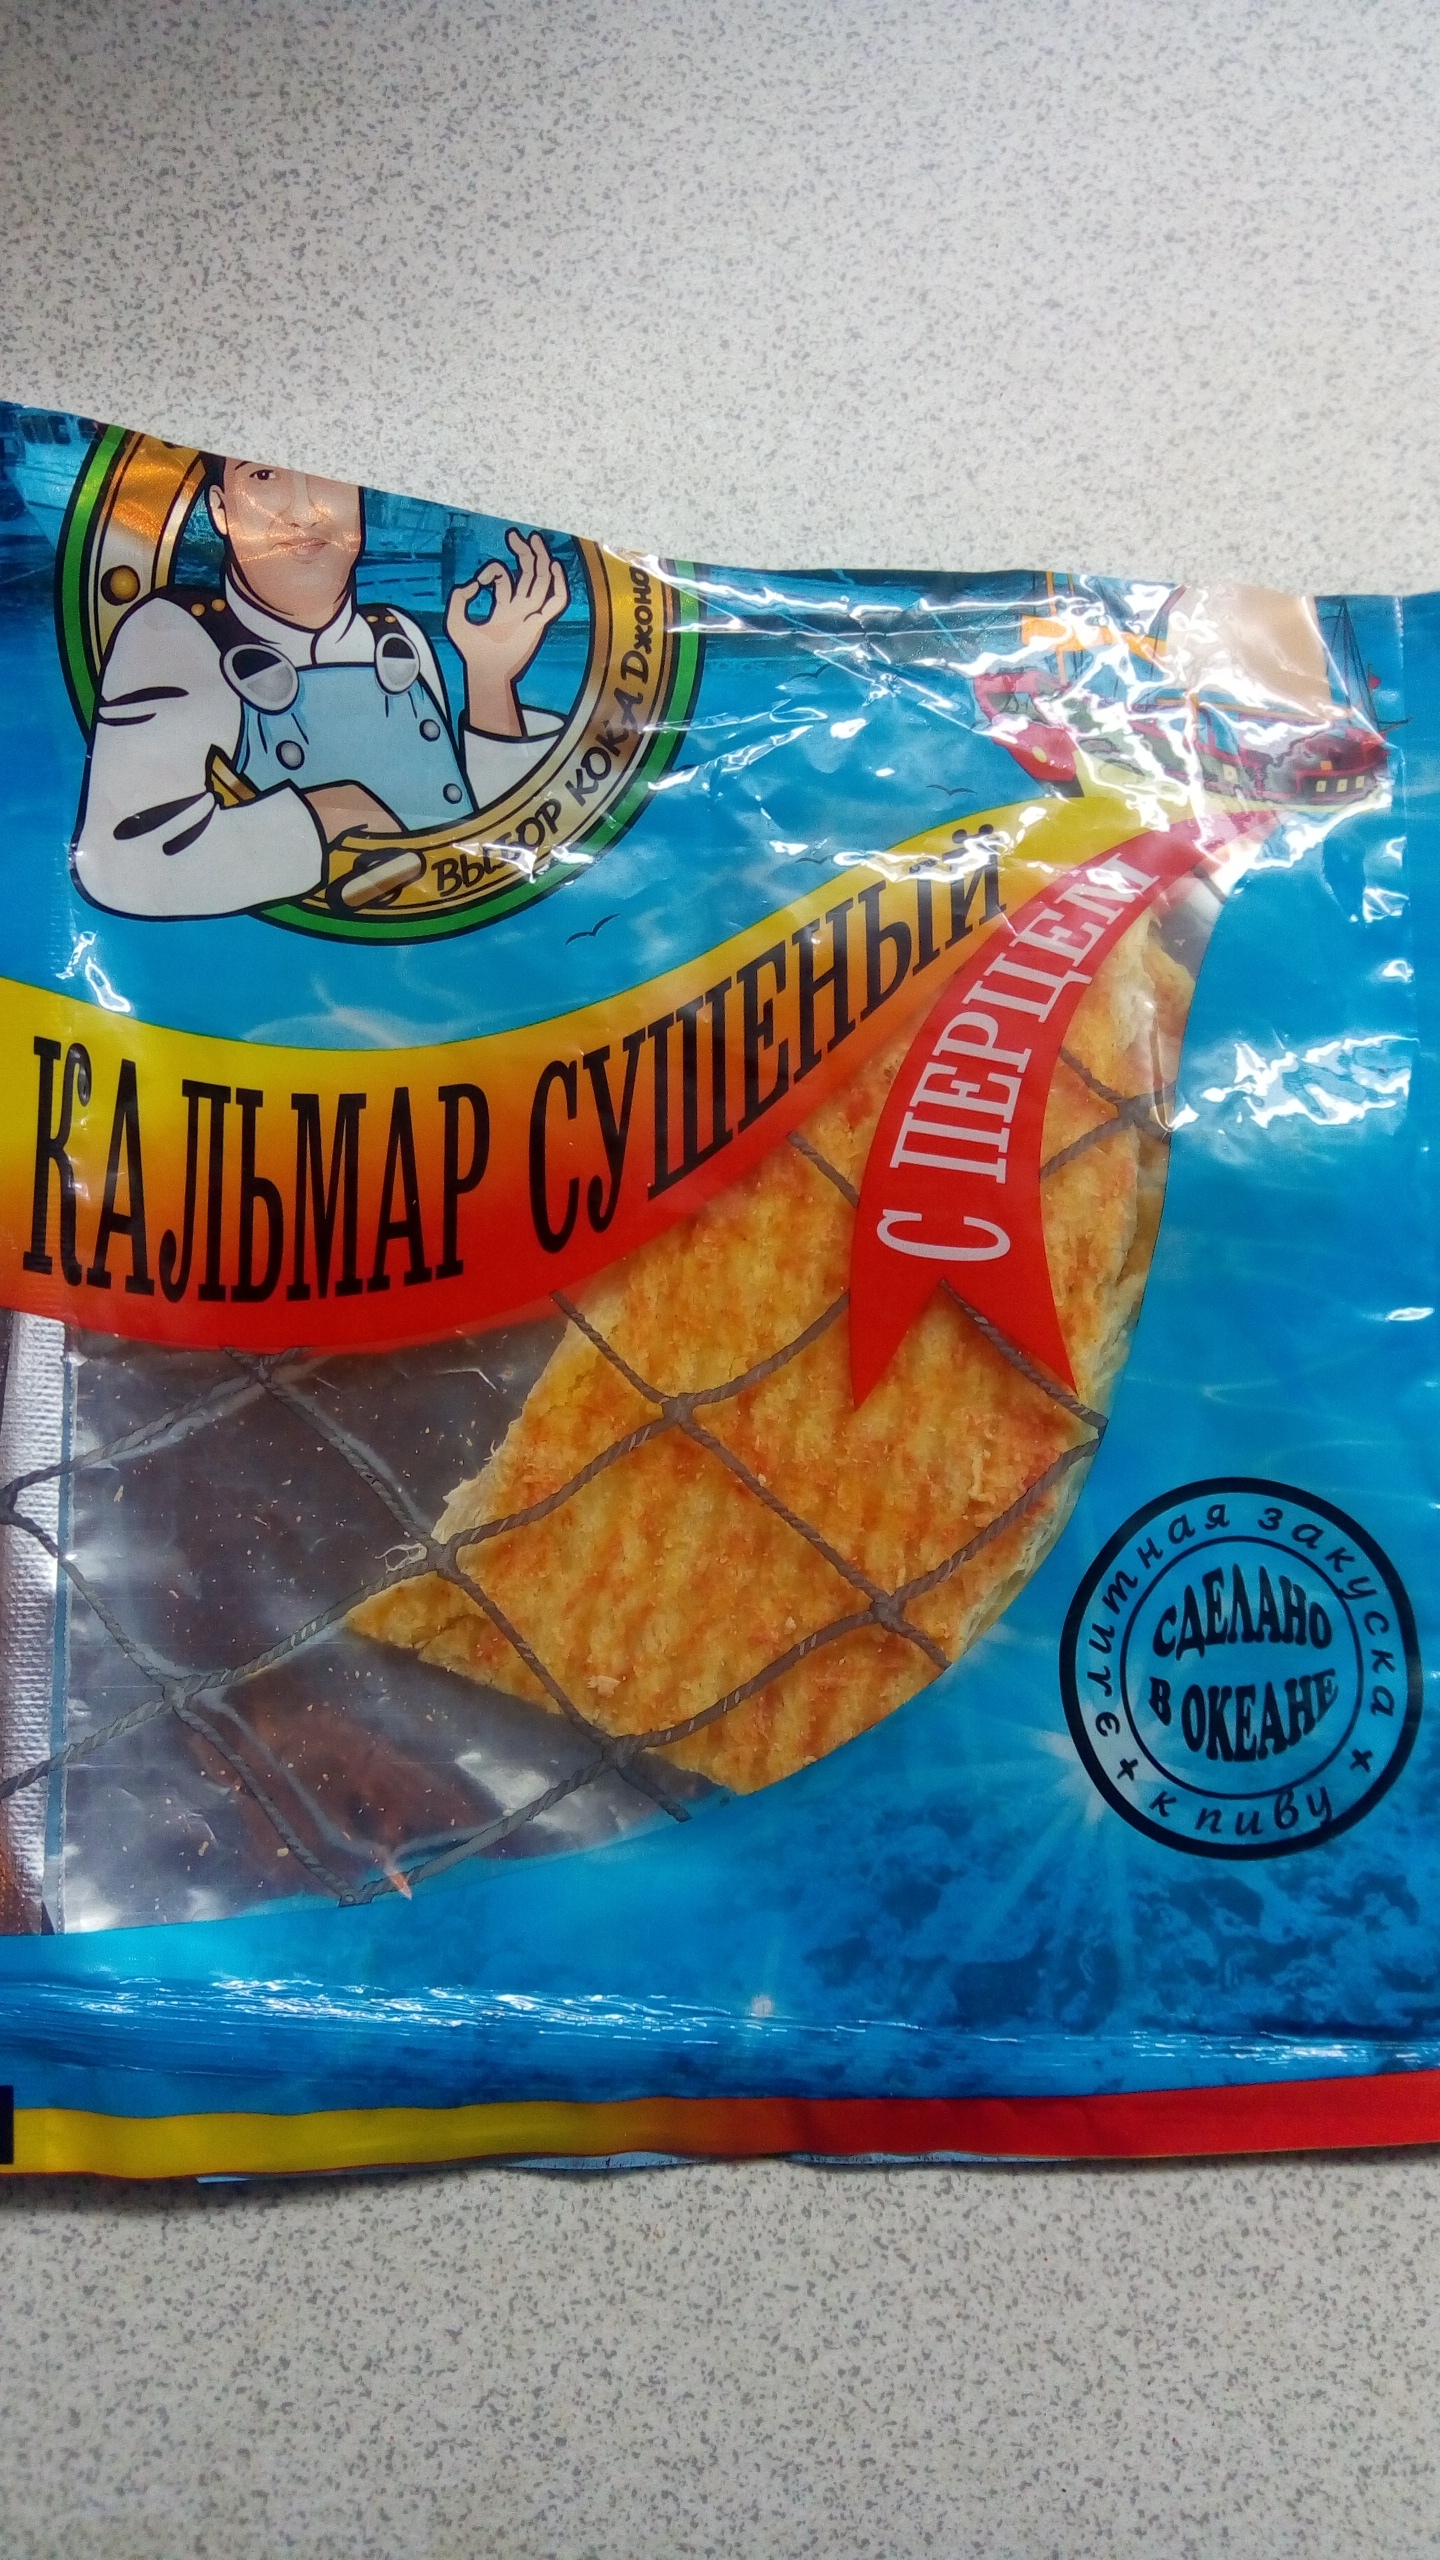 ВЫБОР КОКА Джона
КАЛЬМАР СУШЕНЫЙ
С ПЕРЦЕМ
элитная закуска
СДЕЛАНО
В ОКЕАНЕ
к пиву